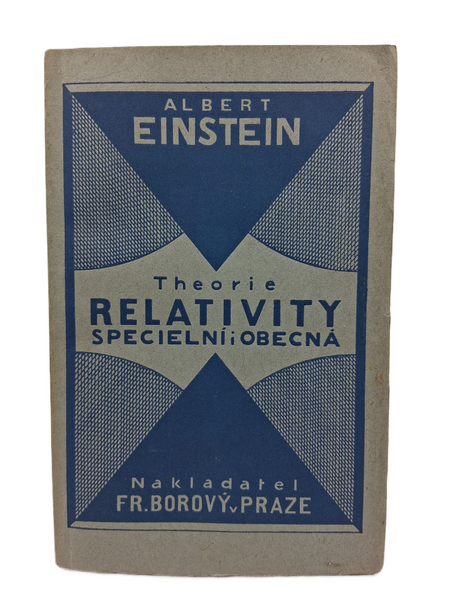 ALBERT
EINSTEIN
Theorie
RELATIVITY
SPECIELNÍ i OBECNÁ
Nakladatel
FR. BOROVÝ v PRAZE